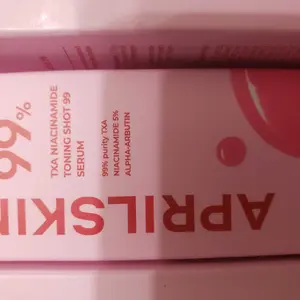 99%
TXA NIACINAMIDE
TONING SHOT 99
SERUM
99% purity TXA
NIACINAMIDE 5%
ALPHA-ARBUTIN
APRILSKIN